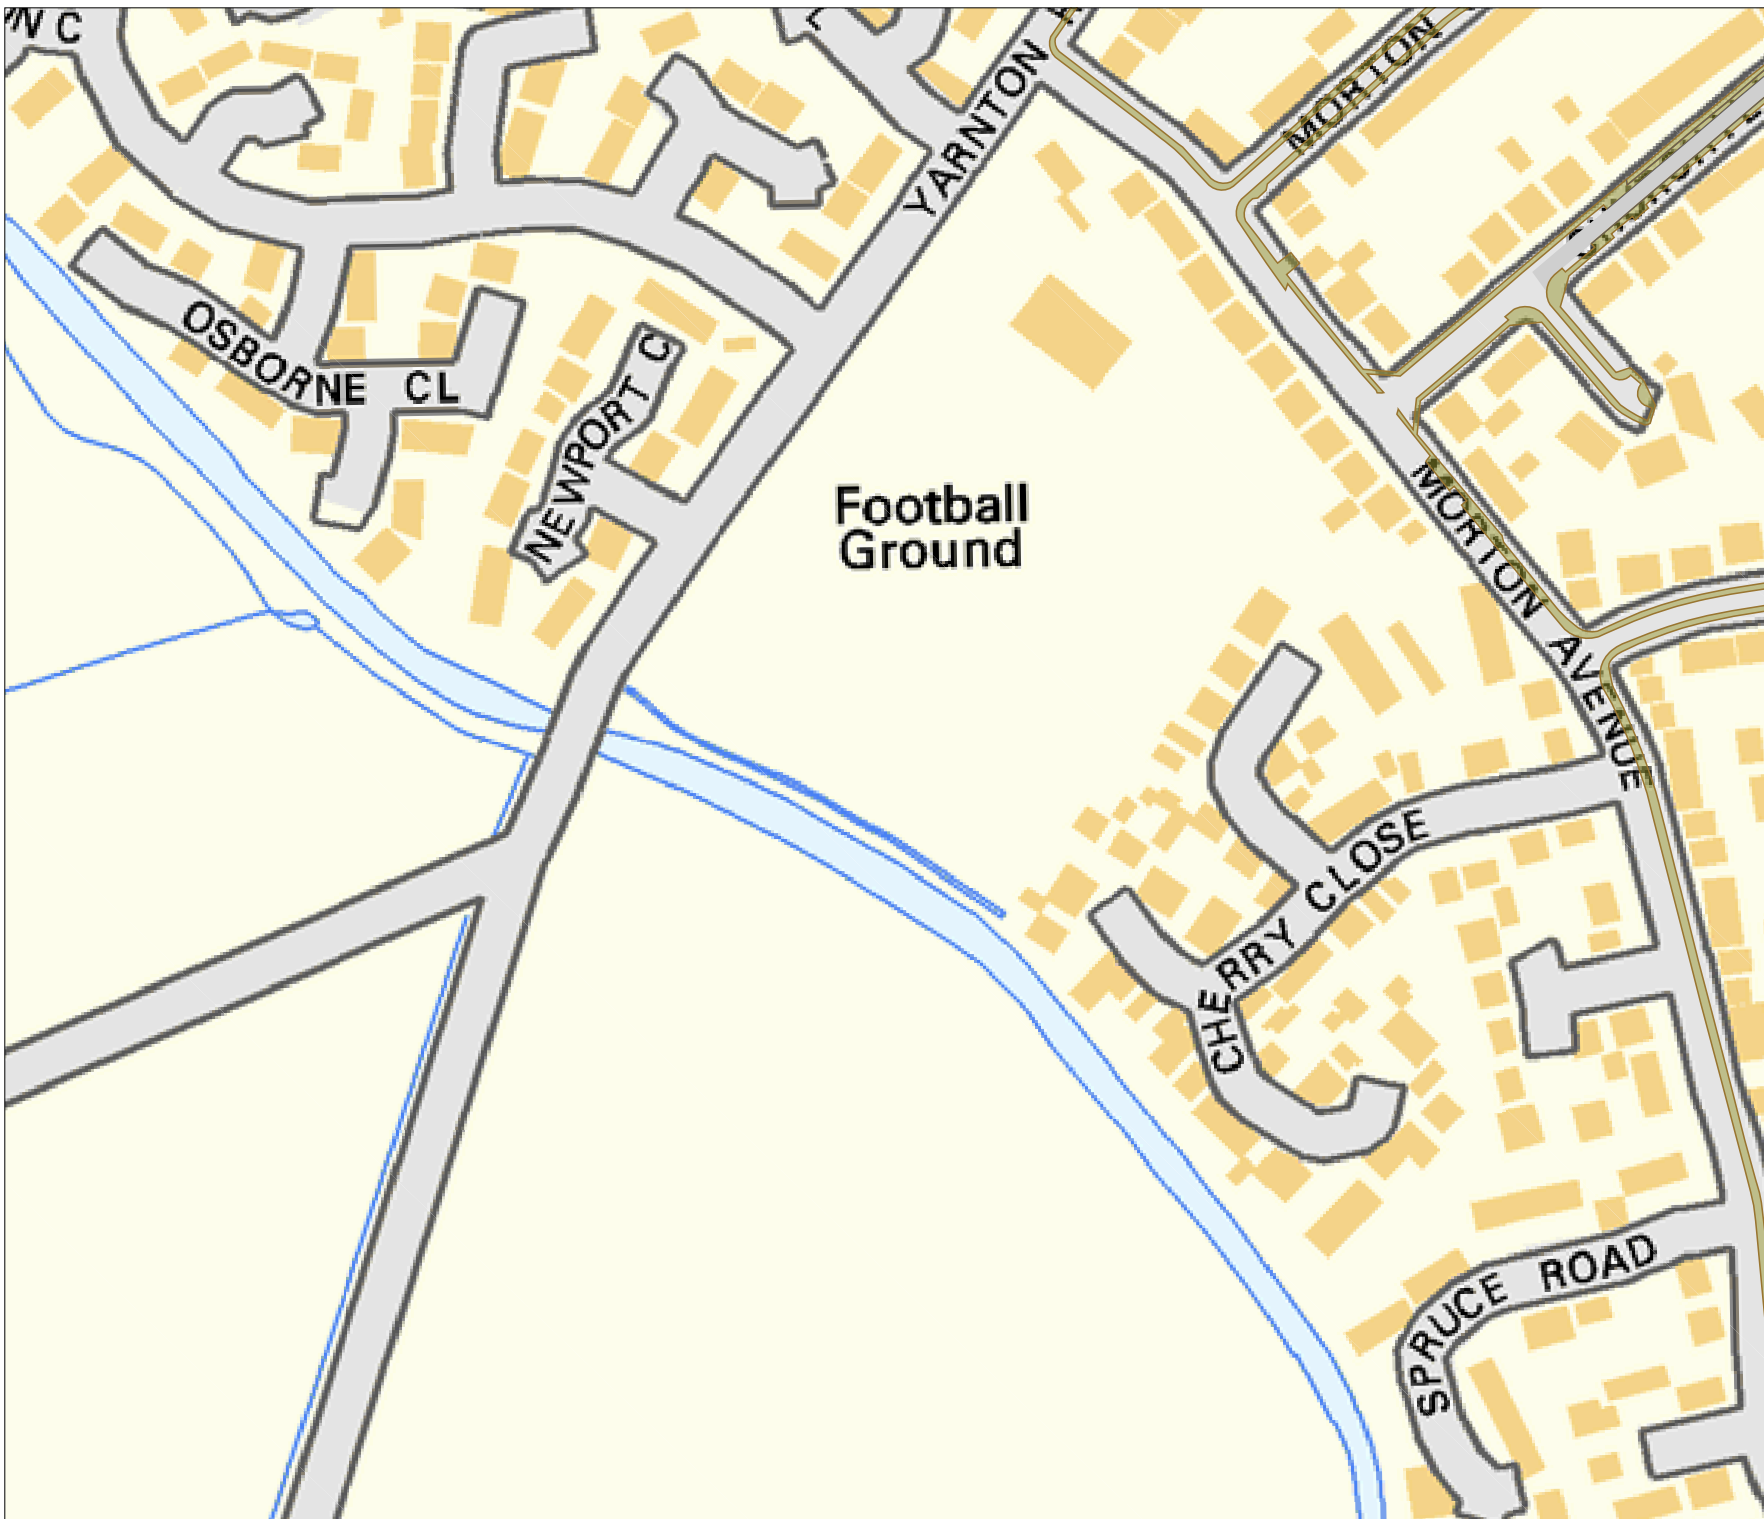 N C
YARNTON
MORTON
OSBORNE CL
NEWPORT C
Football
Ground
MORTON AVENUE
CHERRY CLOSE
SPRUCE ROAD